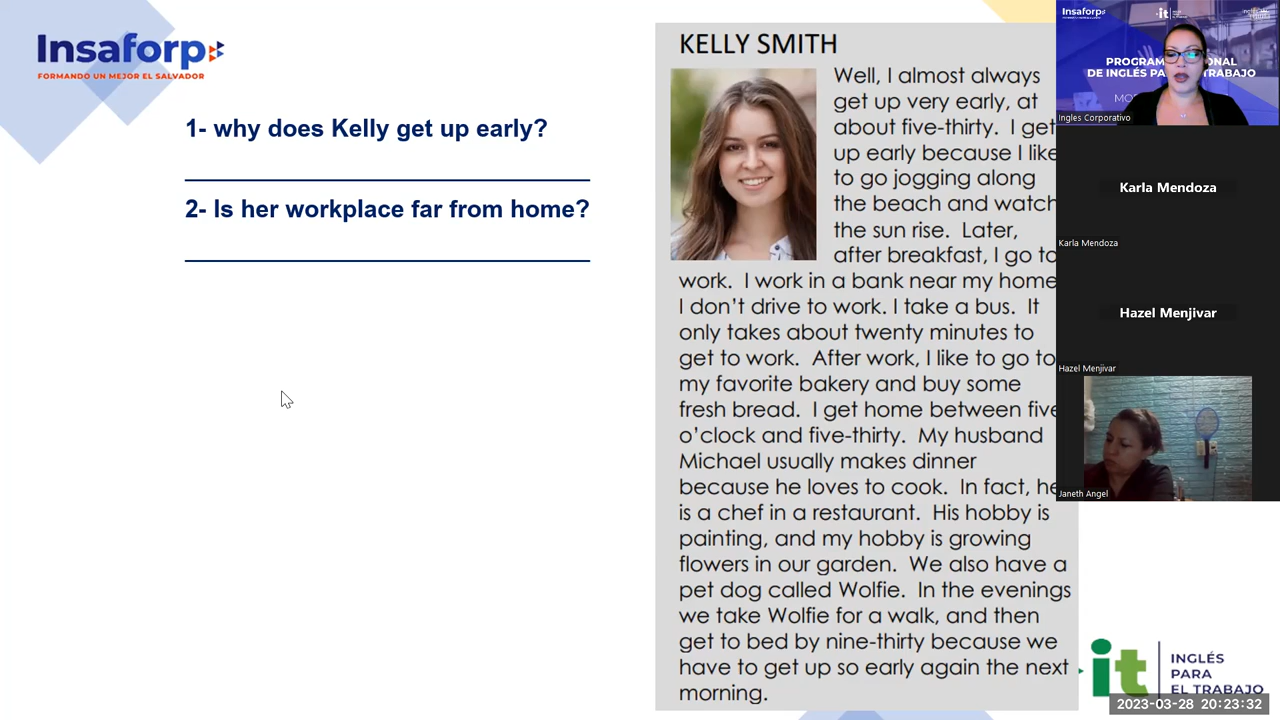 Insaforp
FORMANDO UN MEJOR EL SALVADOR
1- why does Kelly get up early?
2- Is her workplace far from home?
KELLY SMITH
Well, I almost always
get up very early, at
about five-thirty. I get
up early because I like
to go jogging along
the beach and watch
the sun rise. Later,
after breakfast, I go to
work. I work in a bank near my home
I don't drive to work. I take a bus. It
only takes about twenty minutes to
get to work. After work, I like to go to
my favorite bakery and buy some
fresh bread. I get home between five
o'clock and five-thirty. My husband
Michael usually makes dinner
because he loves to cook. In fact, he
is a chef in a restaurant. His hobby is
painting, and my hobby is growing
flowers in our garden. We also have a
pet dog called Wolfie. In the evenings
we take Wolfie for a walk, and then
get to bed by nine-thirty because we
have to get up so early again the next
morning.
Insaforp
it
PROGRAMA
DE INGLÉS PA TRABAJO
Ingles Corporativo
Karla Mendoza
Karla Mendoza
Hazel Menjivar
Hazel Menjivar
Janeth Angel
it
INGLÉS
PARA
EL TRABAJO
2023-03-28 20:23:32